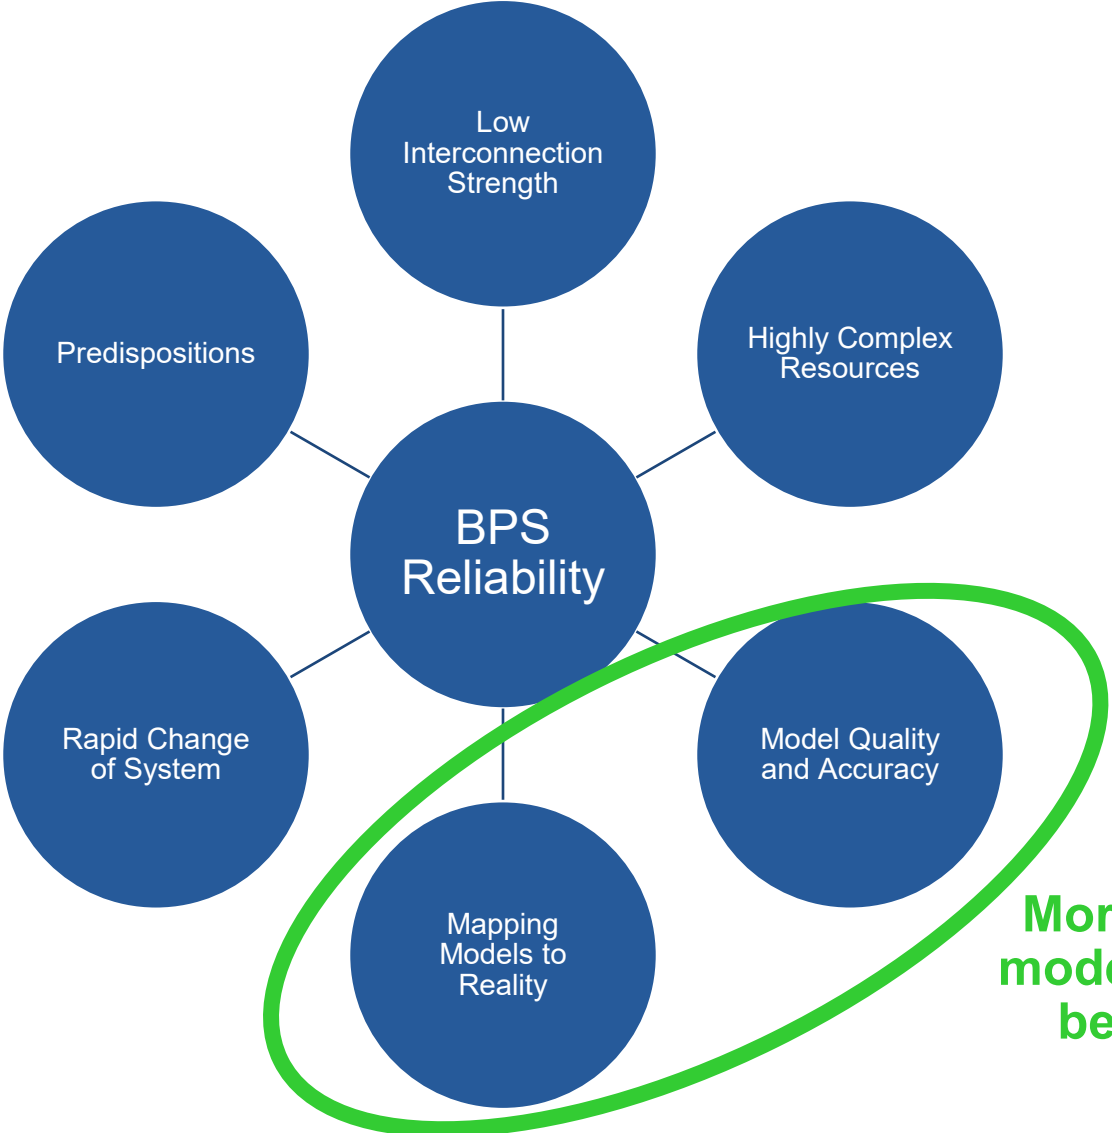 Low
Interconnection
Strength
Predispositions
Highly Complex
Resources
BPS
Reliability
Rapid Change
of System
Model Quality
and Accuracy
Mapping
Models to
Reality